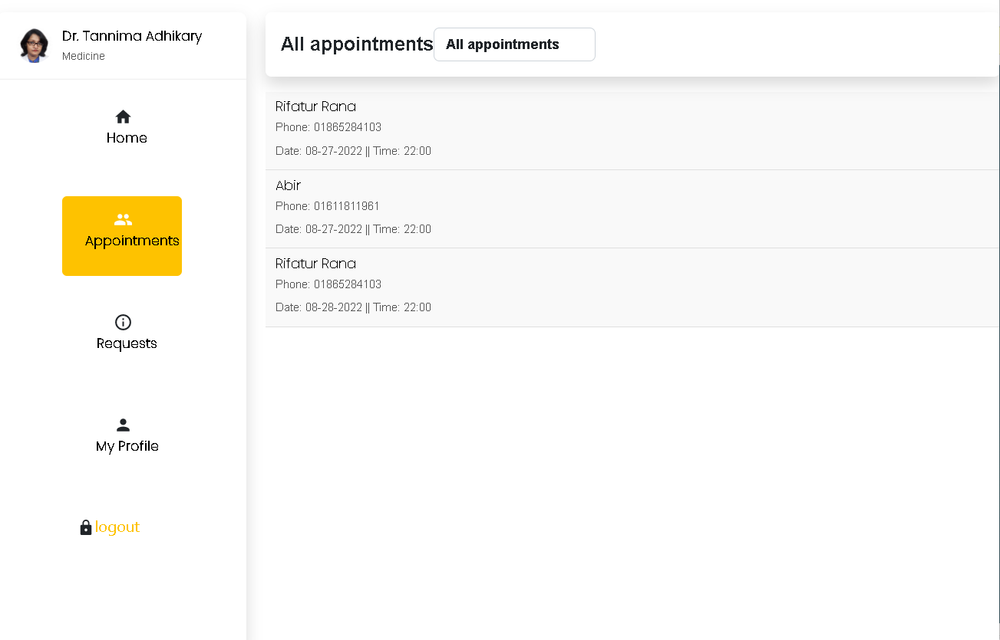 Dr. Tannima Adhikary
Medicine
Home
Appointments
Requests
My Profile
logout
All appointments
All appointments
Rifatur Rana
Phone: 01865284103
Date: 08-27-2022 || Time: 22:00
Abir
Phone: 01611811961
Date: 08-27-2022 || Time: 22:00
Rifatur Rana
Phone: 01865284103
Date: 08-28-2022 || Time: 22:00